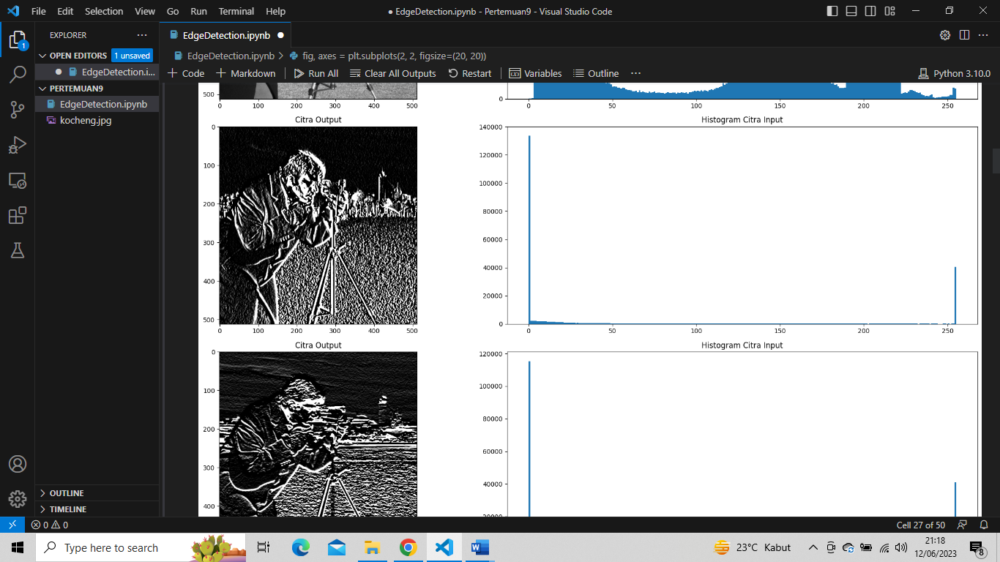 File Edit Selection View Go Run Terminal Help
● EdgeDetection.ipynb - Pertemuan9 - Visual Studio Code
EXPLORER
OPEN EDITORS 1 unsaved
EdgeDetection.i...
PERTEMUAN9
EdgeDetection.ipynb
kocheng.jpg
OUTLINE
TIMELINE
1
EdgeDetection.ipynb
EdgeDetection.ipynb > fig, axes = plt.subplots(2, 2, figsize=(20, 20))
+ Code + Markdown Run All Clear All Outputs Restart Variables Outline ... Python 3.10.0
500
0 100 200 300 400 500
0
0 50 100 150 200 250
Citra Output
0
100
200
300
400
500
0 100 200 300 400 500
Histogram Citra Input
140000
120000
100000
80000
60000
40000
20000
0
0 50 100 150 200 250
Citra Output
0
100
200
300
400
Histogram Citra Input
120000
100000
80000
60000
40000
20000
0 0
Cell 27 of 50
Type here to search
23°C Kabut
21:18
12/06/2023
8